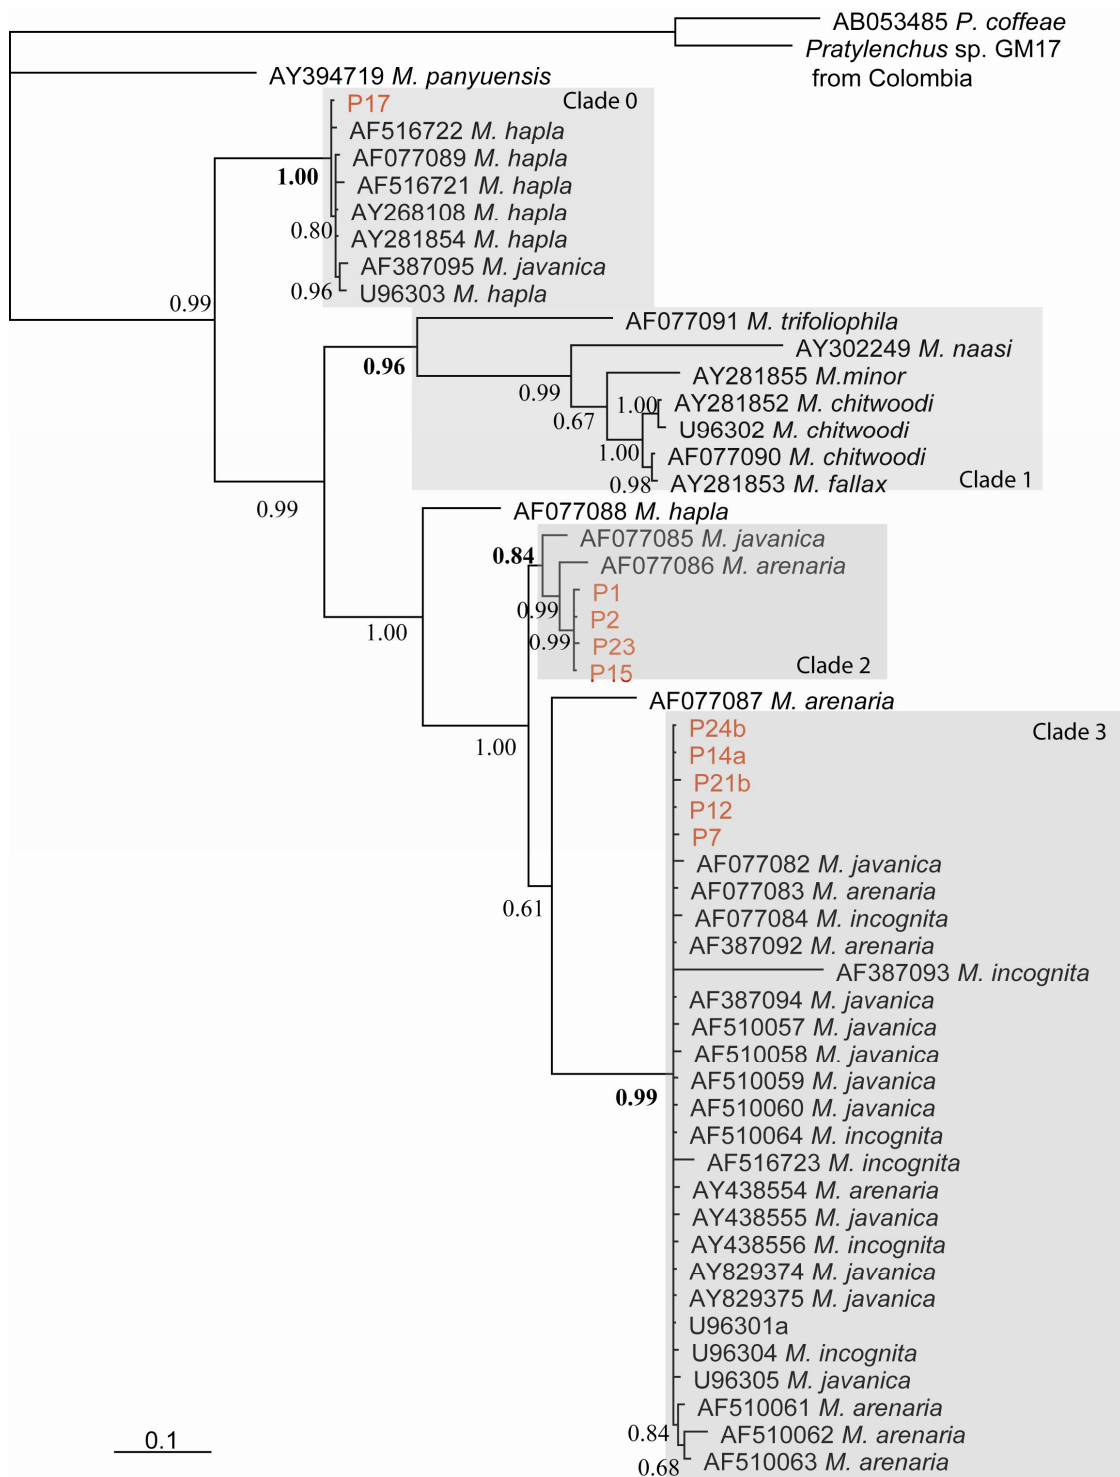 AB053485 P. coffeae
Pratylenchus sp. GM17
from Colombia
AY394719 M. panyuensis
P17
Clade 0
AF516722 M. hapla
AF077089 M. hapla
1.00
AF516721 M. hapla
AY268108 M. hapla
0.80
AY281854 M. hapla
AF387095 M. javanica
0.96
U96303 M. hapla
0.99
AF077091 M. trifoliophila
AY302249 M. naasi
0.96
AY281855 M.minor
0.99
1.00
AY281852 M. chitwoodi
0.67
U96302 M. chitwoodi
1.00
AF077090 M. chitwoodi
0.98
AY281853 M. fallax
Clade 1
0.99
AF077088 M. hapla
AF077085 M. javanica
0.84
AF077086 M. arenaria
P1
0.99
P2
1.00
0.99
P23
P15
Clade 2
AF077087 M. arenaria
P24b
Clade 3
1.00
P14a
P21b
P12
P7
AF077082 M. javanica
AF077083 M. arenaria
0.61
AF077084 M. incognita
AF387092 M. arenaria
AF387093 M. incognita
AF387094 M. javanica
AF510057 M. javanica
AF510058 M. javanica
AF510059 M. javanica
0.99
AF510060 M. javanica
AF510064 M. incognita
AF516723 M. incognita
AY438554 M. arenaria
AY438555 M. javanica
AY438556 M. incognita
AY829374 M. javanica
AY829375 M. javanica
U96301a
U96304 M. incognita
U96305 M. javanica
AF510061 M. arenaria
0.84
AF510062 M. arenaria
0.68
AF510063 M. arenaria
0.1